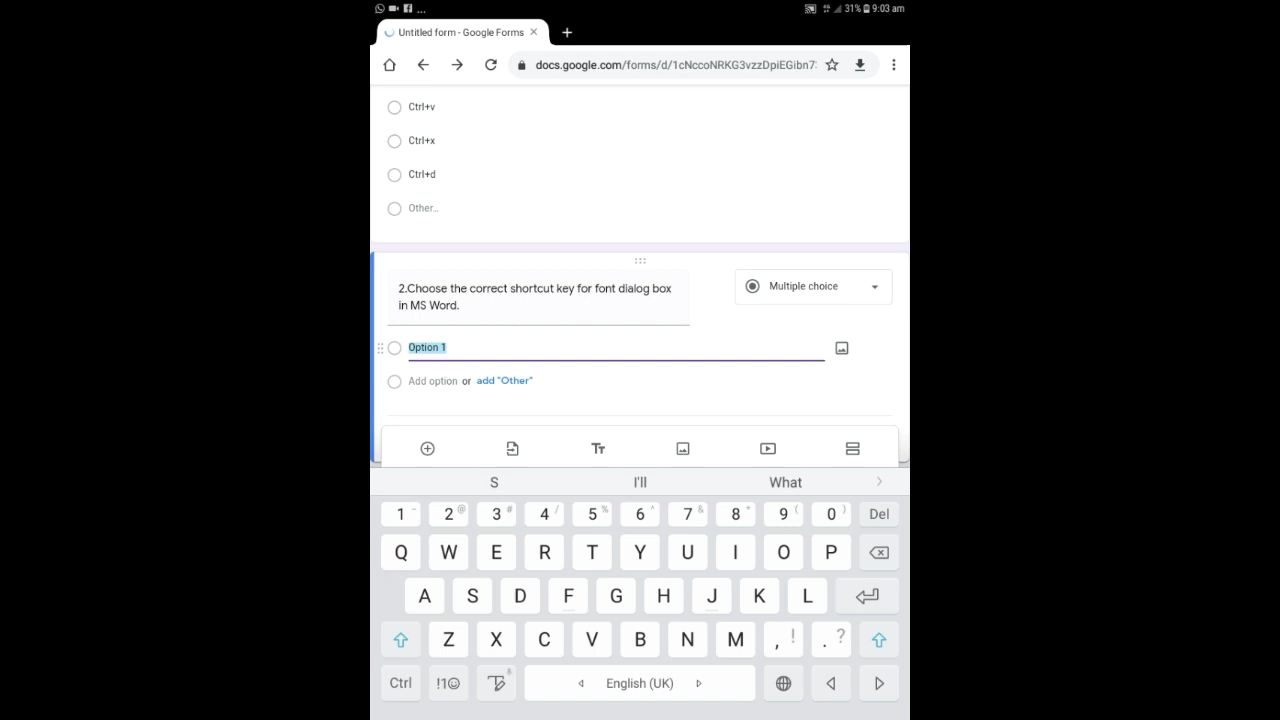 ... 31% 9:03 am
Untitled form - Google Forms
docs.google.com/forms/d/1cNccoNRKG3vzzDpiEGibn7
Ctrl+v
Ctrl+x
Ctrl+d
Other...
2.Choose the correct shortcut key for font dialog box
in MS Word.
Multiple choice
Option 1
Add option or add "Other"
Tт
S I'll What
1 - 2 @ 3 # 4 / 5 % 6 ^ 7 & 8 * 9 ( 0 ) Del
Q W E R T Y U I O P
A S D F G H J K L
Z X C V B N M , ! . ?
Ctrl !1☺ English (UK)